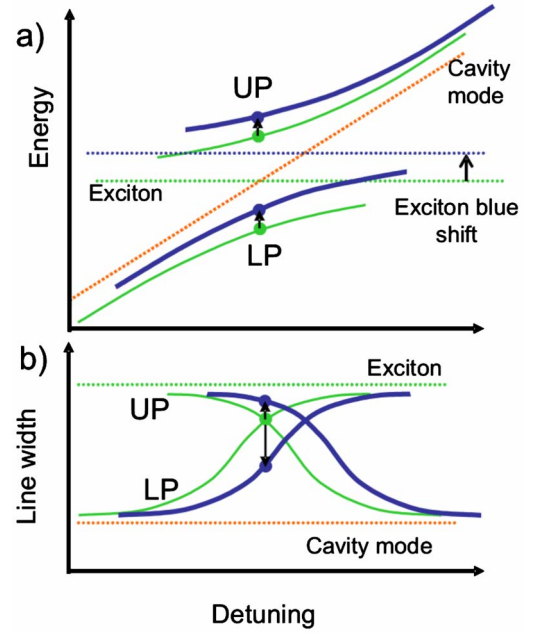 a)
Energy
UP
Cavity
mode
Exciton
Exciton blue
shift
LP
b)
Line width
Exciton
UP
LP
Cavity mode
Detuning